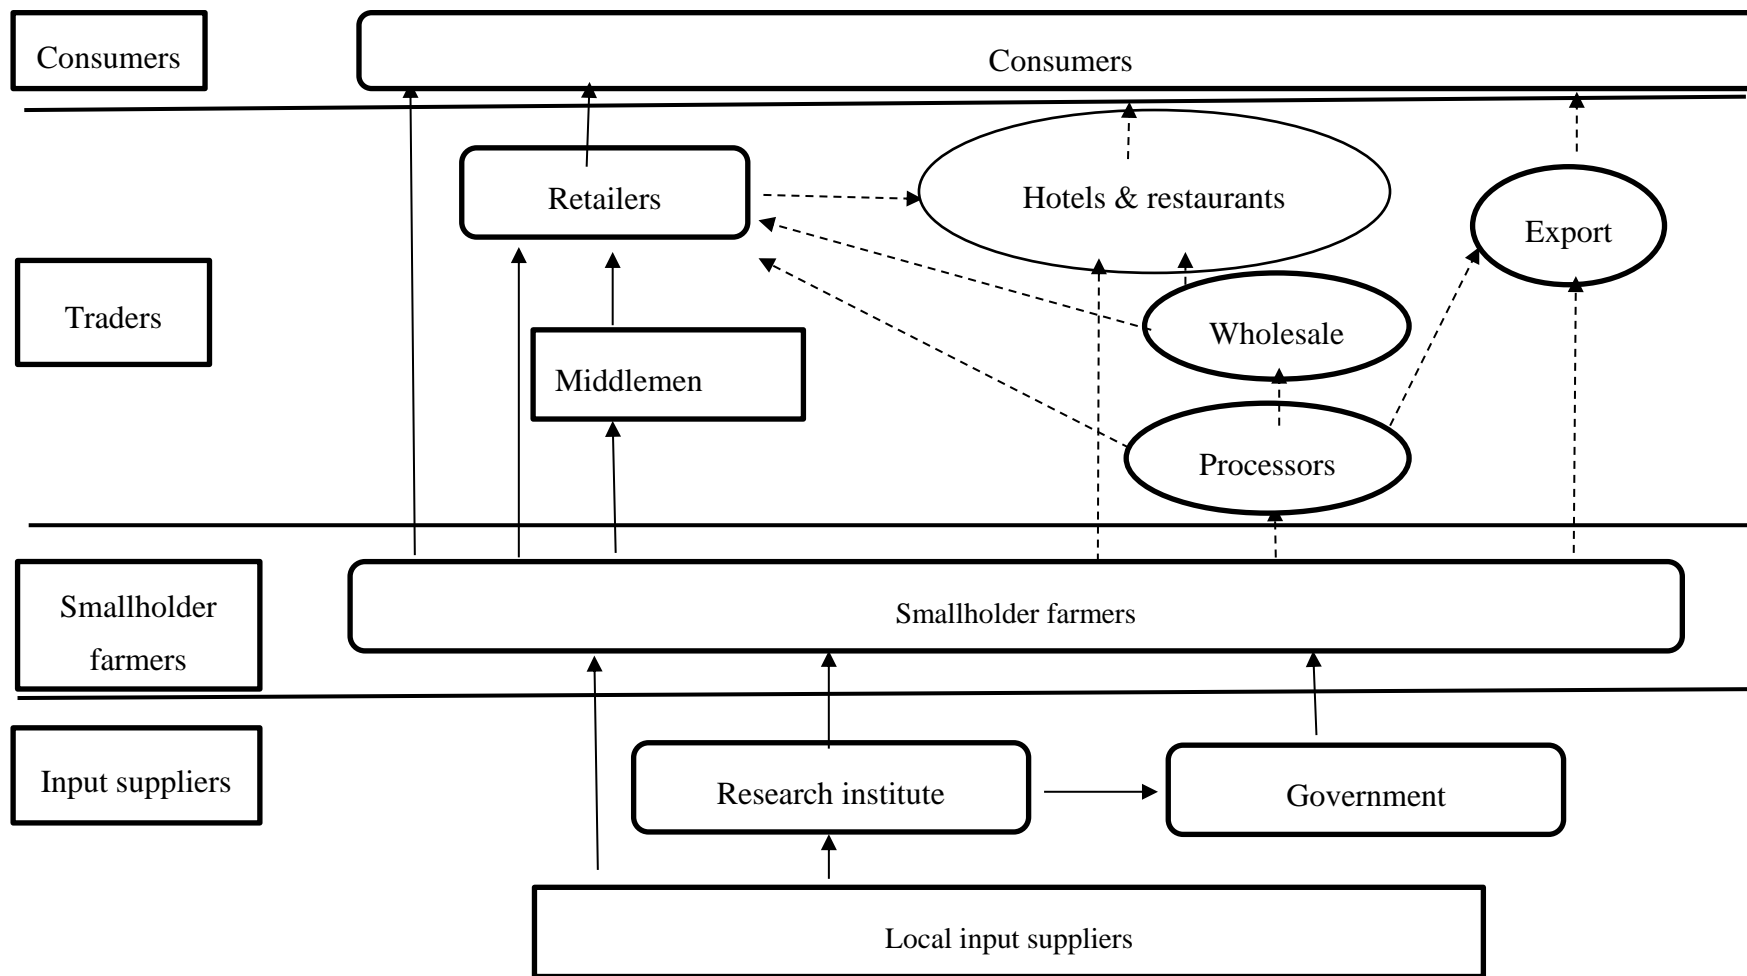 Consumers
Consumers
Retailers
Hotels & restaurants
Export
Traders
Wholesale
Middlemen
Processors
Smallholder
farmers
Smallholder farmers
Input suppliers
Research institute
Government
Local input suppliers